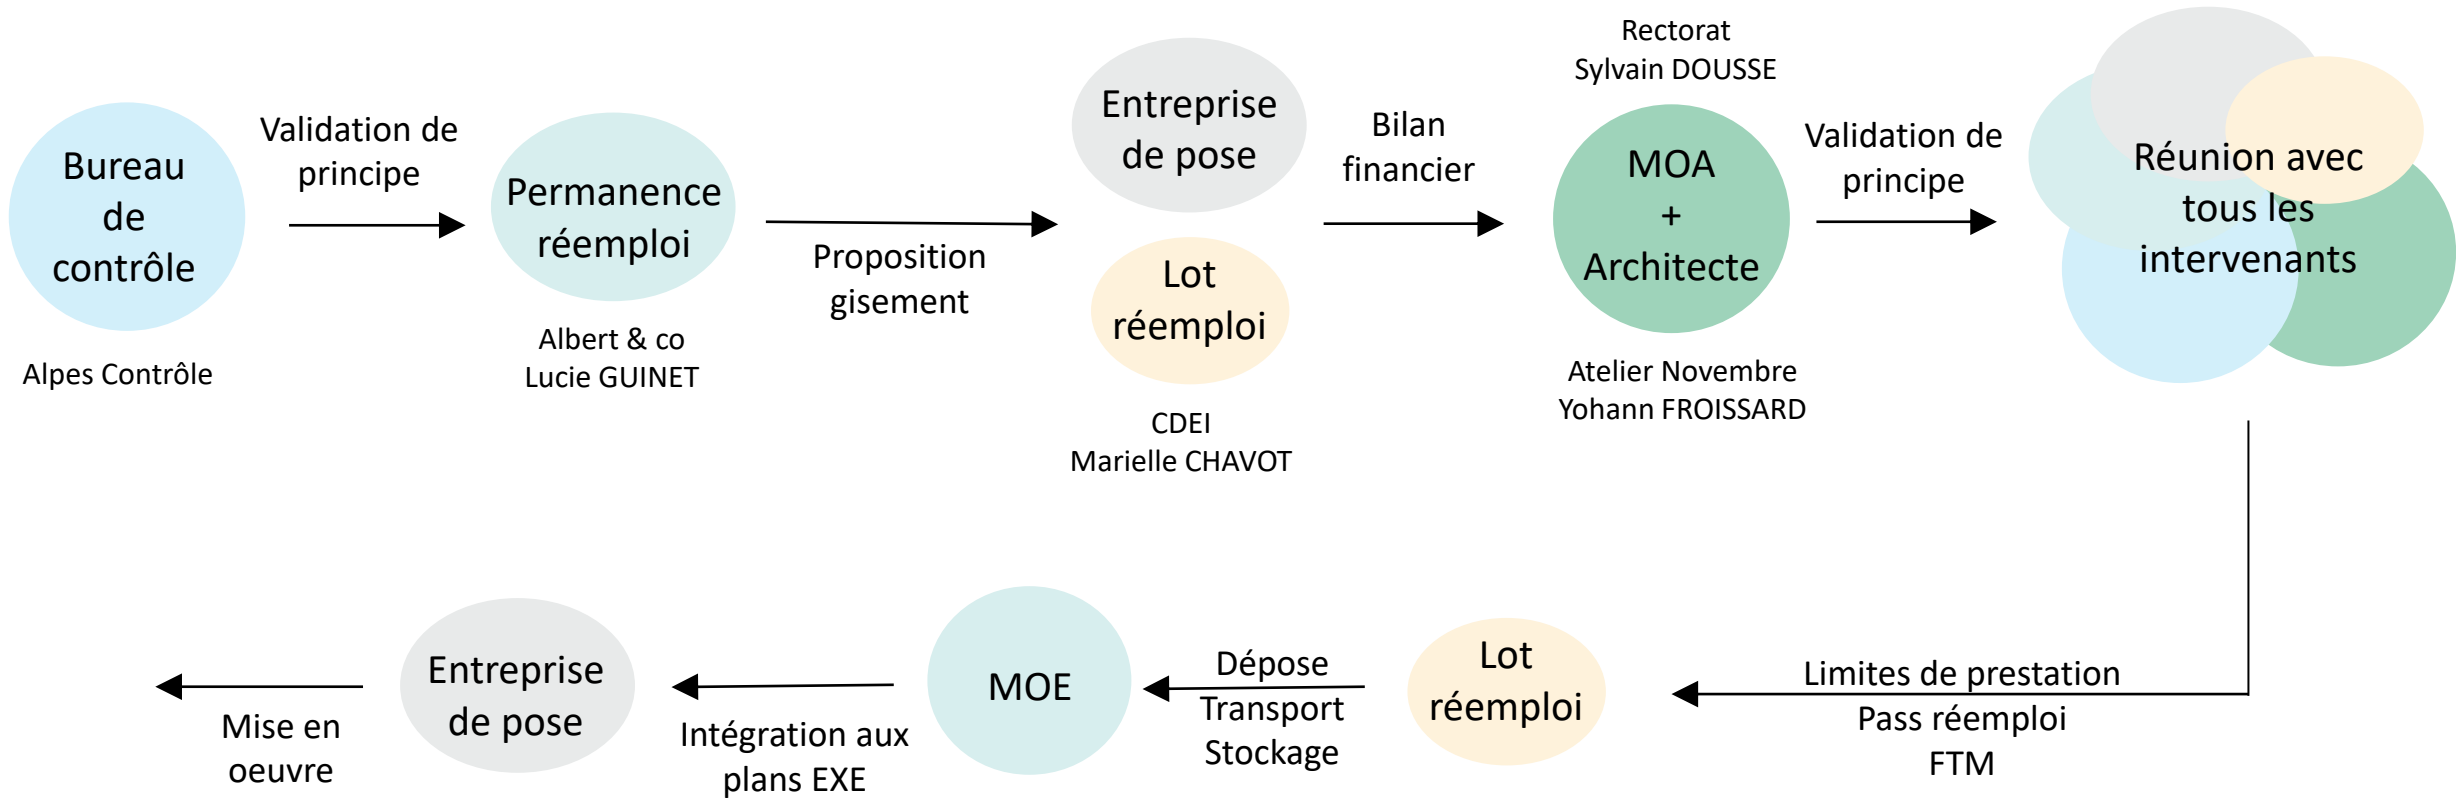 Bureau
de
contrôle
Alpes Contrôle
Validation de
principe
Permanence
réemploi
Albert & co
Lucie GUINET
Proposition
gisement
Entreprise
de pose
Lot
réemploi
CDEI
Marielle CHAVOT
Bilan
financier
Rectorat
Sylvain DOUSSE
MOA
+
Architecte
Atelier Novembre
Yohann FROISSARD
Validation de
principe
Réunion avec
tous les
intervenants
Limites de prestation
Pass réemploi
FTM
Lot
réemploi
Dépose
Transport
Stockage
MOE
Intégration aux
plans EXE
Entreprise
de pose
Mise en
oeuvre